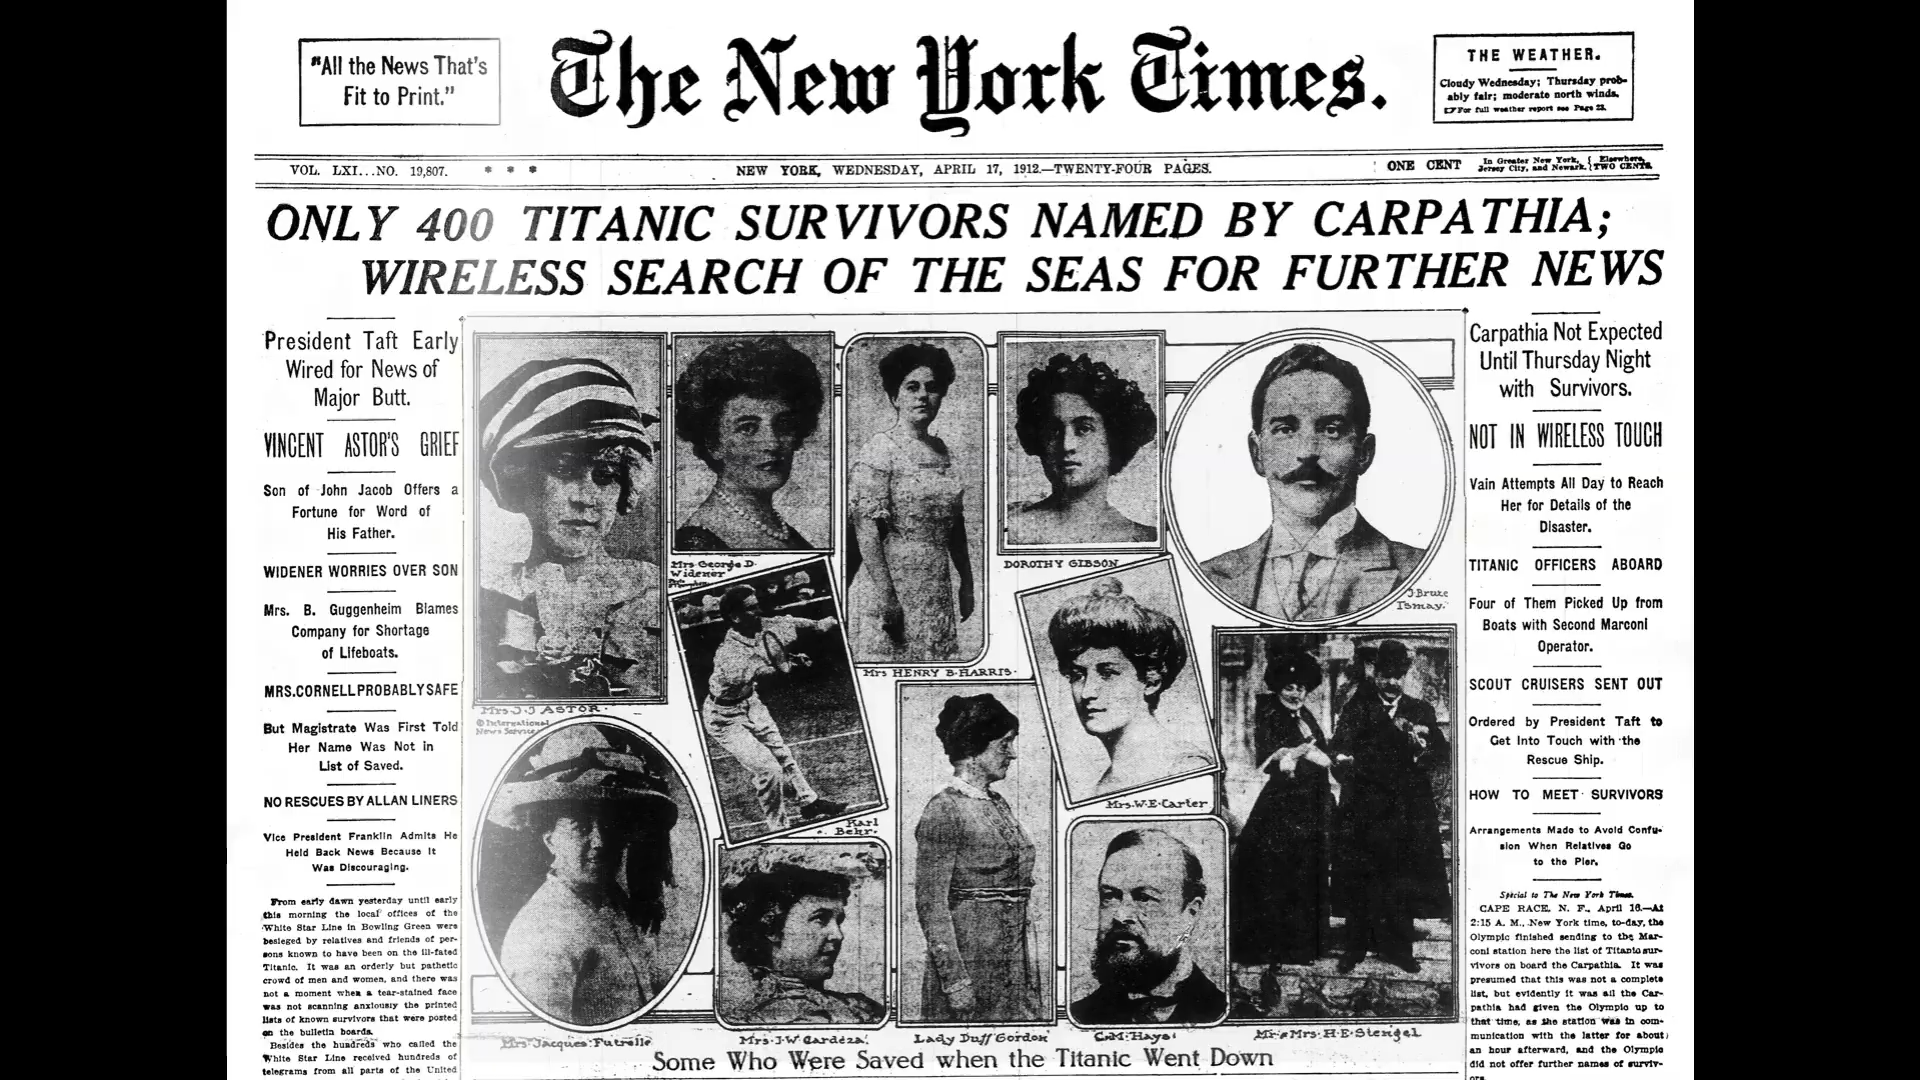 "All the News That's
Fit to Print."
The New York Times.
THE WEATHER.
Cloudy Wednesday; Thursday prob-
ably fair; moderate north winds.
For full weather report see Page 23.
VOL. LXI...NO. 19,807. * * *
NEW YORK, WEDNESDAY, APRIL 17, 1912.—TWENTY-FOUR PAGES.
ONE CENT In Greater New York, Jersey City, and Newark. { Elsewhere, TWO CENTS.
ONLY 400 TITANIC SURVIVORS NAMED BY CARPATHIA;
WIRELESS SEARCH OF THE SEAS FOR FURTHER NEWS
President Taft Early
Wired for News of
Major Butt.
VINCENT ASTOR'S GRIEF
Son of John Jacob Offers a
Fortune for Word of
His Father.
WIDENER WORRIES OVER SON
Mrs. B. Guggenheim Blames
Company for Shortage
of Lifeboats.
MRS. CORNELL PROBABLY SAFE
But Magistrate Was First Told
Her Name Was Not in
List of Saved.
NO RESCUES BY ALLAN LINERS
Vice President Franklin Admits He
Held Back News Because It
Was Discouraging.
From early dawn yesterday until early
this morning the local offices of the
White Star Line in Bowling Green were
besieged by relatives and friends of per-
sons known to have been on the ill-fated
Titanic. It was an orderly but pathetic
crowd of men and women, and there was
not a moment when a tear-stained face
was not scanning anxiously the printed
lists of known survivors that were posted
on the bulletin boards.
Besides the hundreds who called the
White Star Line received hundreds of
telegrams from all parts of the United
Mrs. J. J. ASTOR.
© International
News Service
Mrs. George D.
Widener
Mrs HENRY B. HARRIS.
DOROTHY GIBSON
J. Bruce
Ismay.
Karl
Behr.
Mrs. W. E. Carter
Mrs. Jacques Futrelle
Mrs. J. W. Cardeza.
Lady Duff Gordon
C. M. Hays
Mr. & Mrs. H. E. Stengel
Some Who Were Saved when the Titanic Went Down
Carpathia Not Expected
Until Thursday Night
with Survivors.
NOT IN WIRELESS TOUCH
Vain Attempts All Day to Reach
Her for Details of the
Disaster.
TITANIC OFFICERS ABOARD
Four of Them Picked Up from
Boats with Second Marconi
Operator.
SCOUT CRUISERS SENT OUT
Ordered by President Taft to
Get Into Touch with the
Rescue Ship.
HOW TO MEET SURVIVORS
Arrangements Made to Avoid Confu-
sion When Relatives Go
to the Pier.
Special to The New York Times.
CAPE RACE, N. F., April 16.—At
2:15 A. M., New York time, to-day, the
Olympic finished sending to the Mar-
coni station here the list of Titanic sur-
vivors on board the Carpathia. It was
presumed that this was not a complete
list, but evidently it was all the Car-
pathia had given the Olympic up to
that time, as the station was in com-
munication with the latter for about
an hour afterward, and the Olympic
did not offer further names of surviv-
ors.